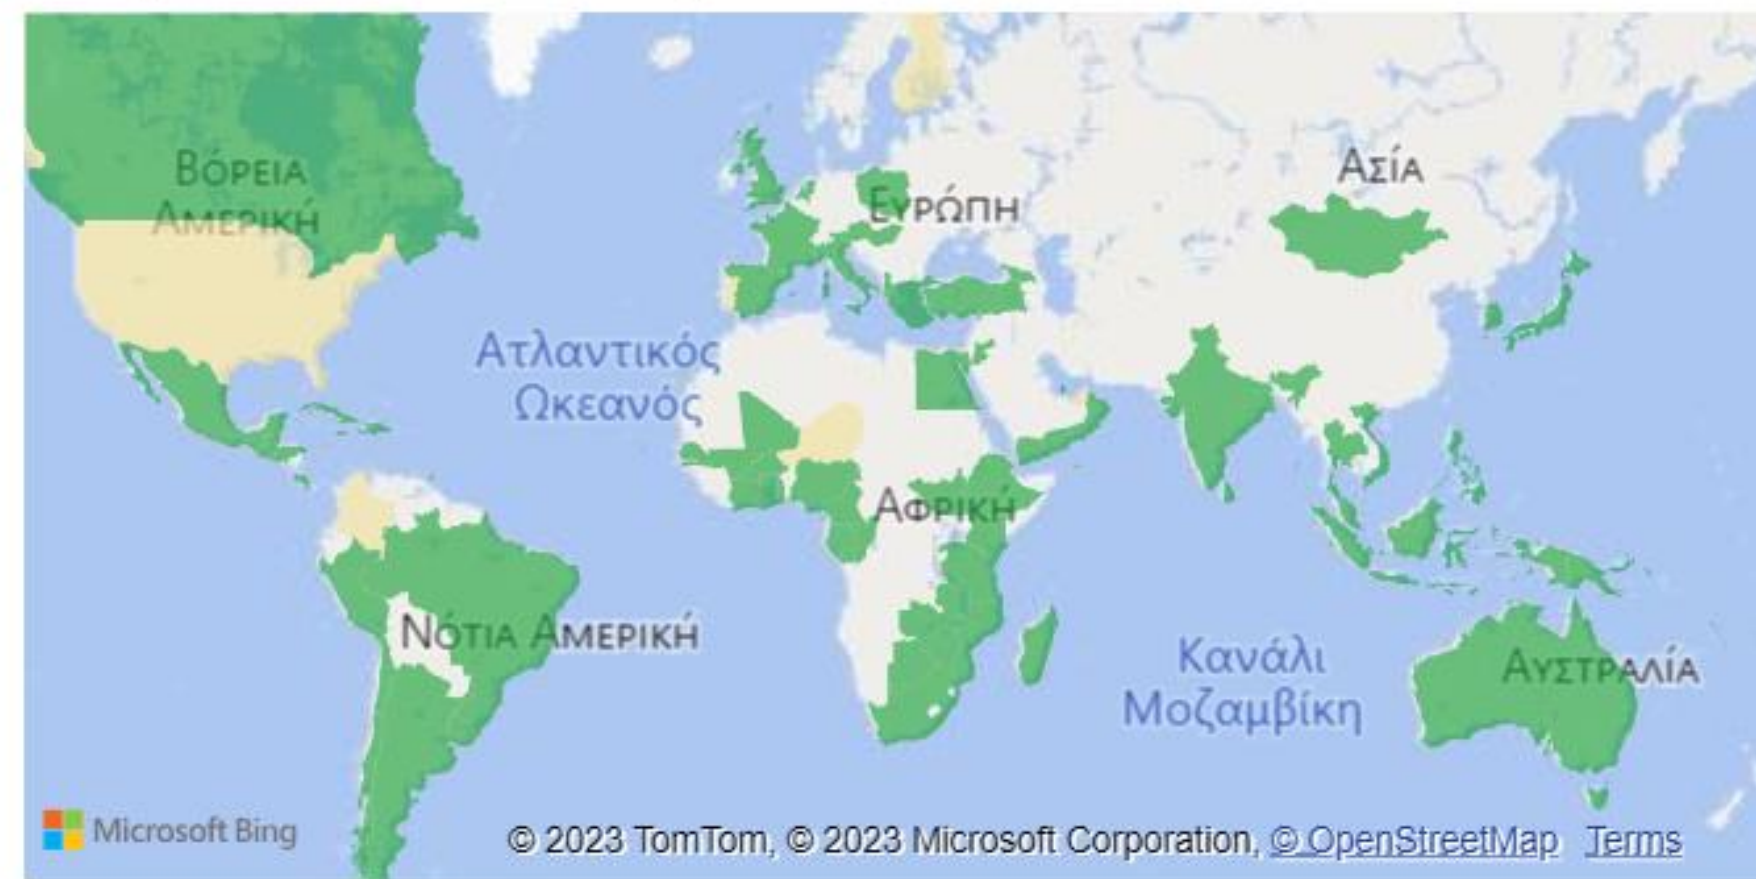 ΒΌΡΕΙΑ
ΑΜΕΡΙΚΉ
ΕΥΡΏΠΗ
ΑΣΊΑ
Ατλαντικός
Ωκεανός
ΑΦΡΙΚΉ
ΝΌΤΙΑ ΑΜΕΡΙΚΉ
Κανάλι
Μοζαμβίκη
ΑΥΣΤΡΑΛΊΑ
Microsoft Bing
© 2023 TomTom, © 2023 Microsoft Corporation, © OpenStreetMap Terms